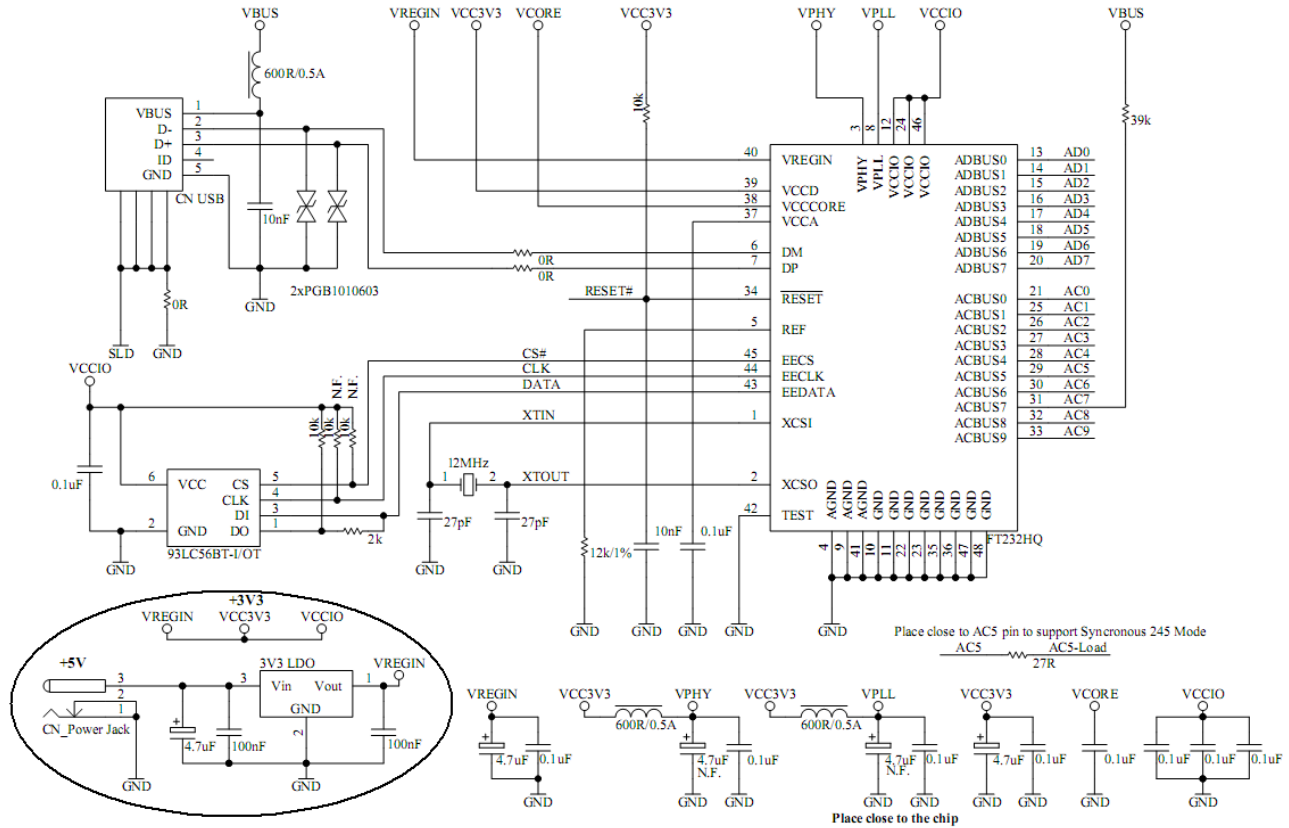 VBUS VREGIN VCC3V3 VCORE VCC3V3 VPHY VPLL VCCIO VBUS
600R/0.5A
10k
39k
VBUS 1
D- 2
D+ 3
ID 4
GND 5
CN USB
10nF
2xPGB1010603
GND
0R
SLD GND
0R
0R
RESET#
3 8 12 24 46
VPHY VPLL VCCIO VCCIO VCCIO
40 VREGIN
39 VCCD
38 VCCCORE
37 VCCA
6 DM
7 DP
34 RESET
5 REF
45 EECS
44 EECLK
43 EEDATA
1 XCSI
2 XCSO
42 TEST
ADBUS0 13 AD0
ADBUS1 14 AD1
ADBUS2 15 AD2
ADBUS3 16 AD3
ADBUS4 17 AD4
ADBUS5 18 AD5
ADBUS6 19 AD6
ADBUS7 20 AD7
ACBUS0 21 AC0
ACBUS1 25 AC1
ACBUS2 26 AC2
ACBUS3 27 AC3
ACBUS4 28 AC4
ACBUS5 29 AC5
ACBUS6 30 AC6
ACBUS7 31 AC7
ACBUS8 32 AC8
ACBUS9 33 AC9
AGND AGND AGND GND GND GND GND GND GND GND GND
4 9 41 10 11 22 23 35 36 47 48
FT232HQ
GND
CS#
CLK
DATA
XTIN
XTOUT
VCCIO
N.F.
N.F.
10k
10k
10k
0.1uF
6 VCC CS 5
CLK 4
DI 3
2 GND DO 1
93LC56BT-I/OT
2k
GND
12MHz
1 2
27pF 27pF
GND GND
12k/1%
10nF
0.1uF
GND GND GND GND
+3V3
VREGIN VCC3V3 VCCIO
+5V
3
2
1
CN_Power Jack
3V3 LDO
3 Vin Vout 1
GND
2
VREGIN
4.7uF 100nF 100nF
GND GND
Place close to AC5 pin to support Syncronous 245 Mode
AC5 AC5-Load
27R
VREGIN VCC3V3 VPHY VCC3V3 VPLL VCC3V3 VCORE VCCIO
600R/0.5A 600R/0.5A
+ + + +
4.7uF 0.1uF 4.7uF 0.1uF 4.7uF 0.1uF 4.7uF 0.1uF 0.1uF 0.1uF 0.1uF 0.1uF
N.F. N.F.
GND GND GND GND GND GND GND GND GND
Place close to the chip